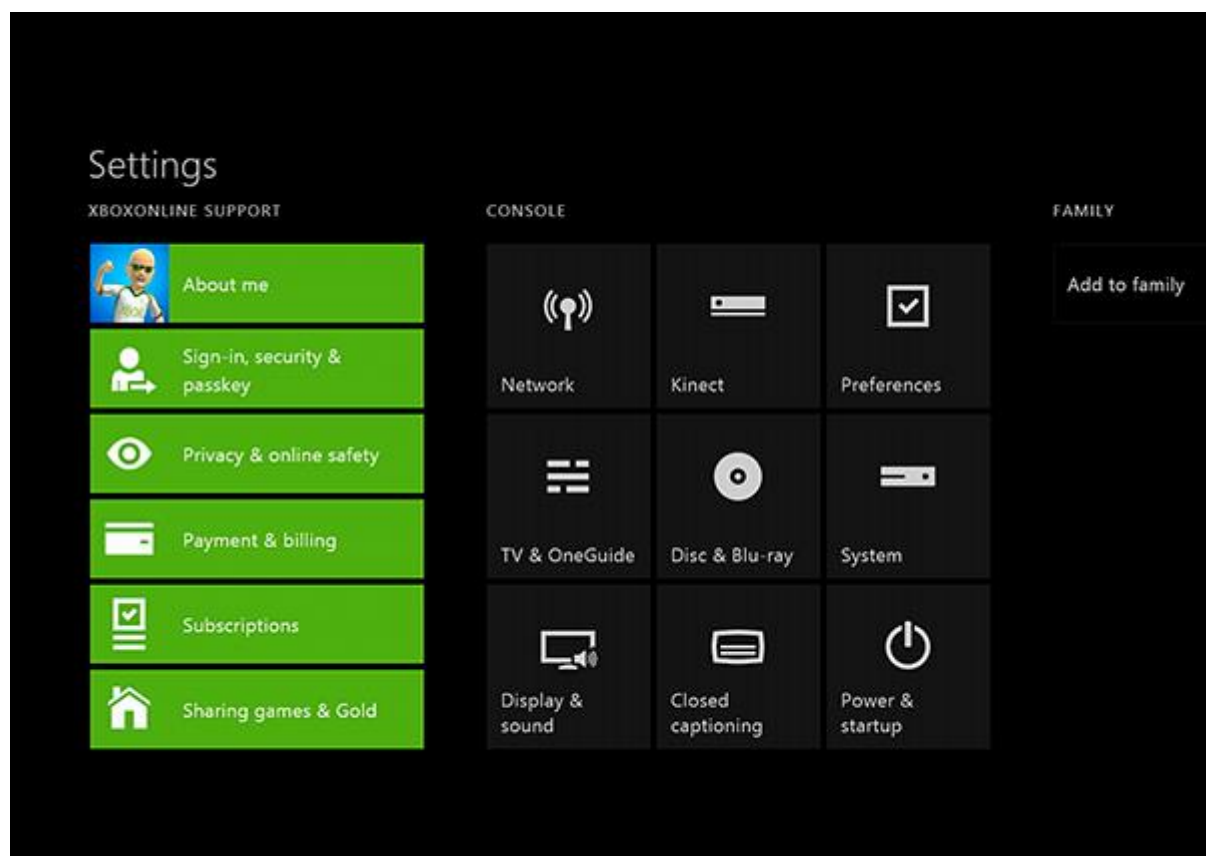 Settings
XBOXONLINE SUPPORT
About me
Sign-in, security &
passkey
Privacy & online safety
Payment & billing
Subscriptions
Sharing games & Gold
CONSOLE
Network
Kinect
Preferences
TV & OneGuide
Disc & Blu-ray
System
Display &
sound
Closed
captioning
Power &
startup
FAMILY
Add to family